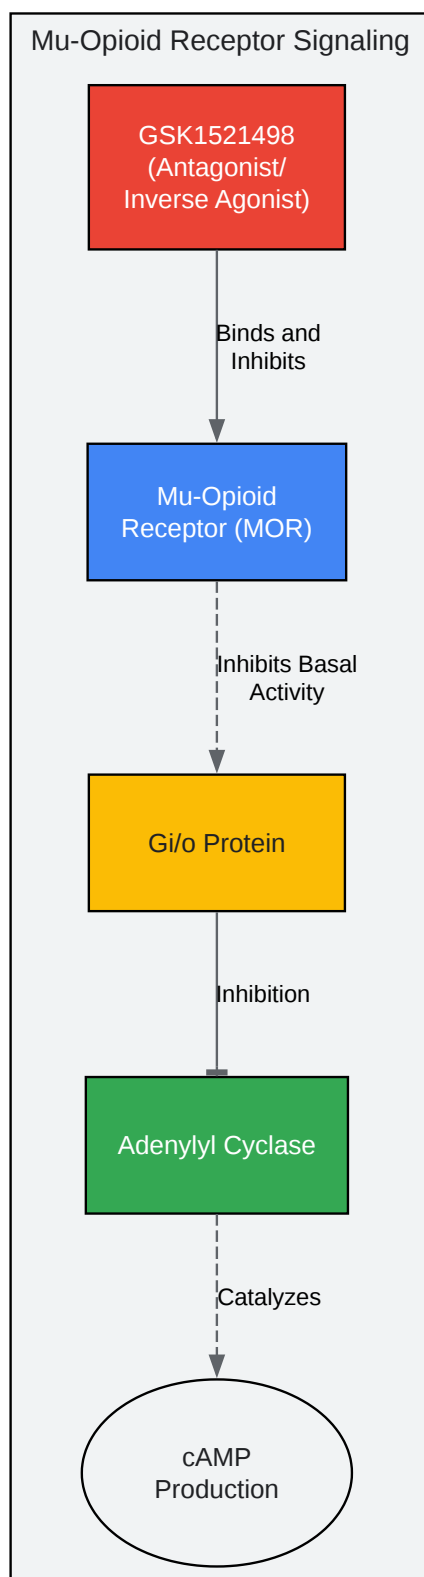 Mu-Opioid Receptor Signaling
GSK1521498
(Antagonist/
Inverse Agonist)
Binds and
Inhibits
Mu-Opioid
Receptor (MOR)
Inhibits Basal
Activity
Gi/o Protein
Inhibition
Adenylyl Cyclase
Catalyzes
cAMP
Production